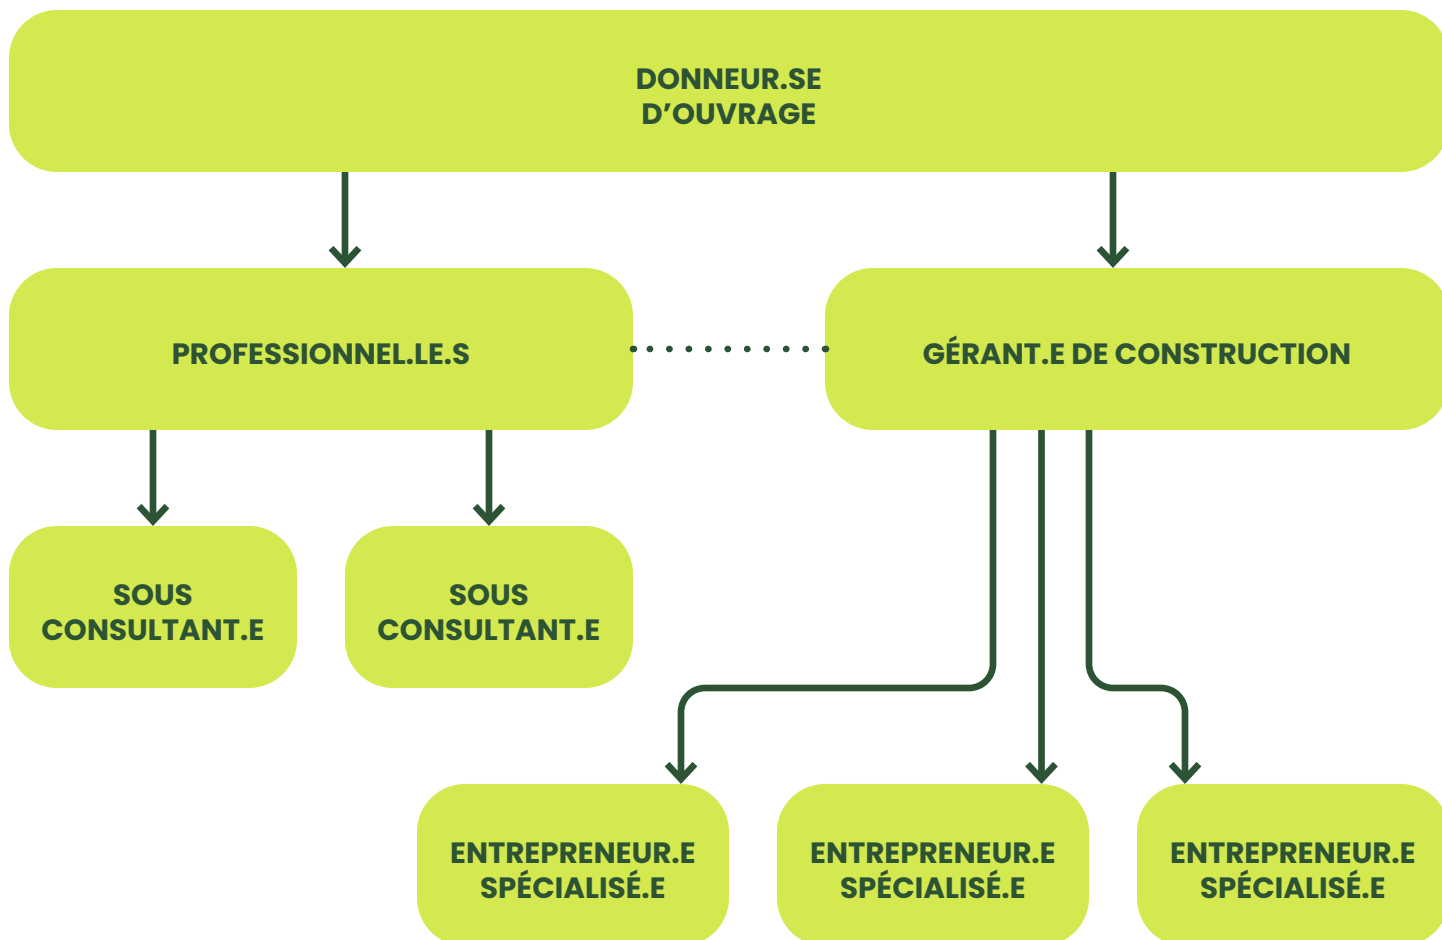 DONNEUR.SE
D’OUVRAGE
PROFESSIONNEL.LE.S
GÉRANT.E DE CONSTRUCTION
SOUS
CONSULTANT.E
SOUS
CONSULTANT.E
ENTREPRENEUR.E
SPÉCIALISÉ.E
ENTREPRENEUR.E
SPÉCIALISÉ.E
ENTREPRENEUR.E
SPÉCIALISÉ.E